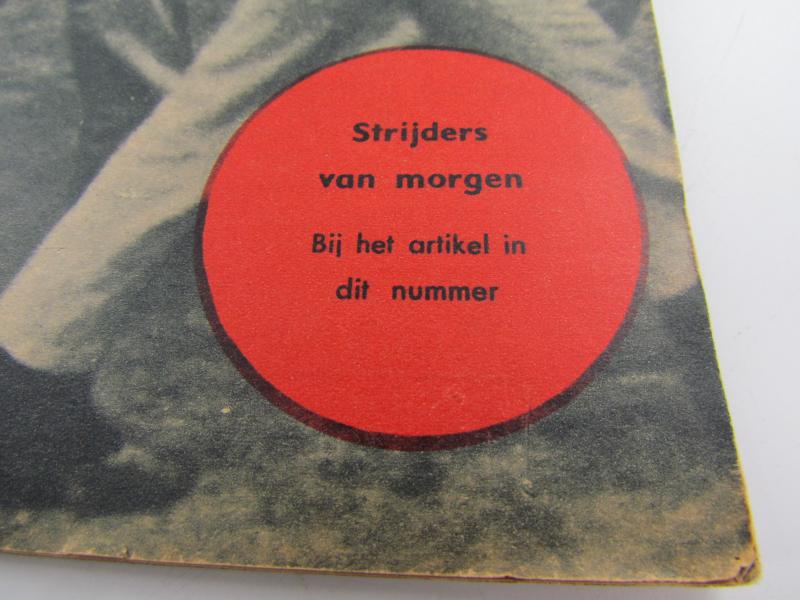 Strijders
van morgen
Bij het artikel in
dit nummer